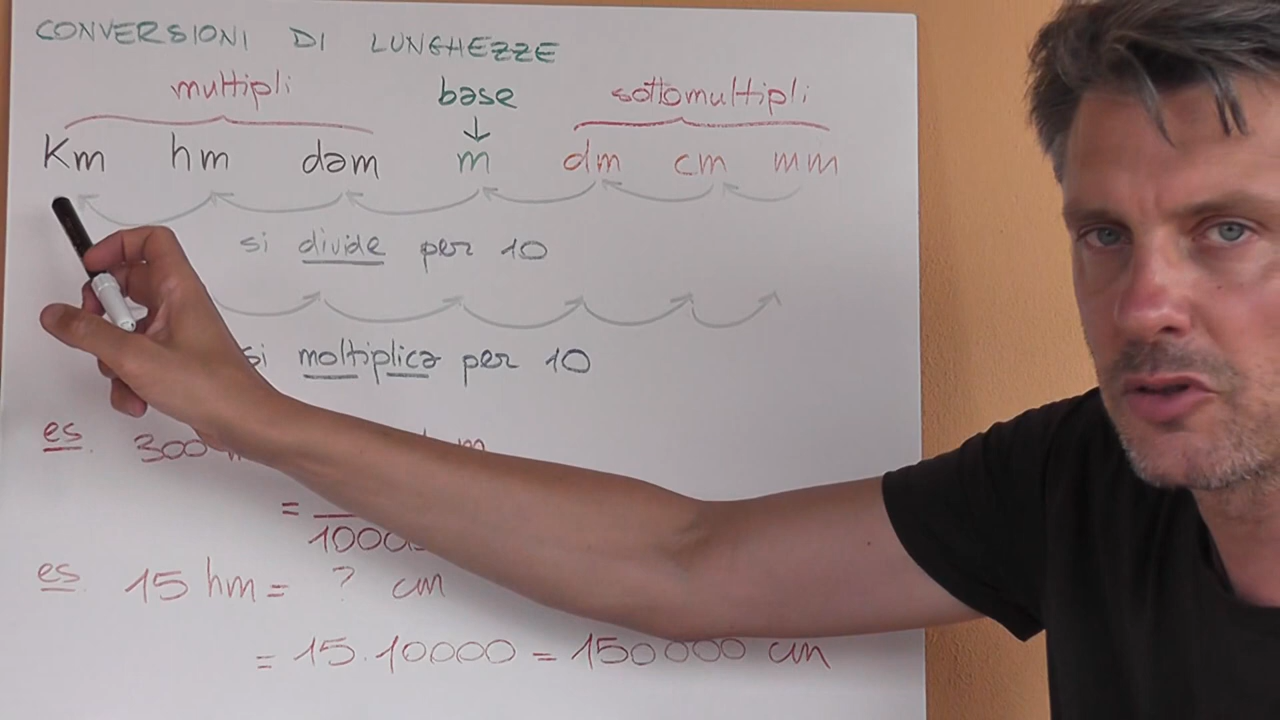 CONVERSIONI DI LUNGHEZZE
multipli base sottomultipli
Km hm dam m dm cm mm
si divide per 10
si moltiplica per 10
es. 300 m
=
1000
es. 15 hm = ? cm
= 15.10000 = 150000 cm